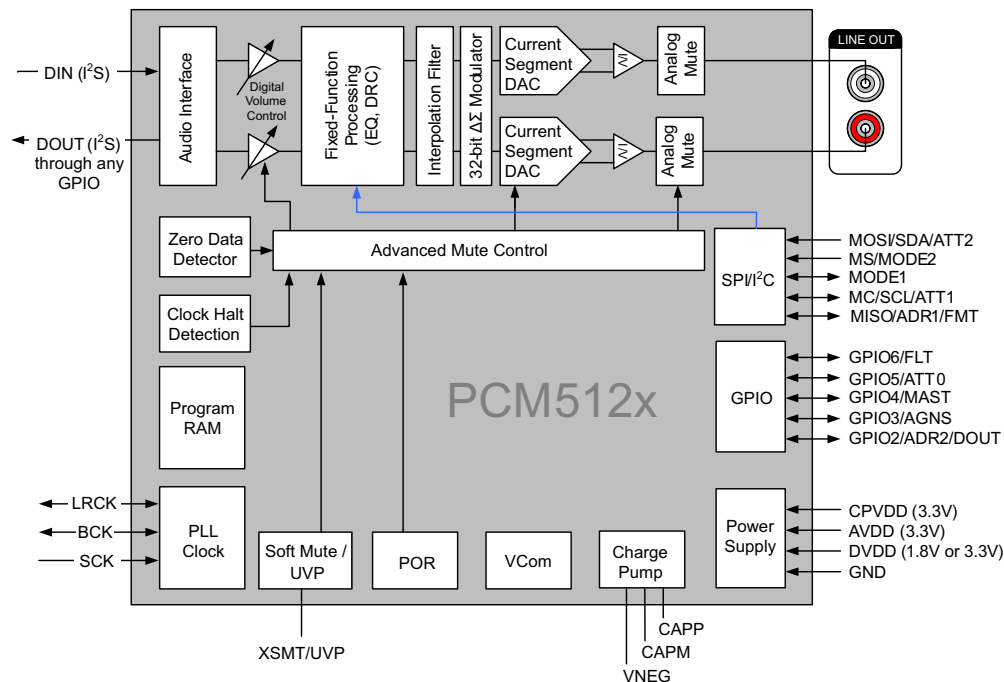 DIN (I²S)
DOUT (I²S)
through any
GPIO
Audio Interface
Digital
Volume
Control
Fixed-Function
Processing
(EQ, DRC)
Interpolation Filter
32-bit ΔΣ Modulator
Current
Segment
DAC
I/V
Analog
Mute
Current
Segment
DAC
I/V
Analog
Mute
LINE OUT
Zero Data
Detector
Advanced Mute Control
Clock Halt
Detection
SPI/I²C
MOSI/SDA/ATT2
MS/MODE2
MODE1
MC/SCL/ATT1
MISO/ADR1/FMT
Program
RAM
PCM512x
GPIO
GPIO6/FLT
GPIO5/ATT0
GPIO4/MAST
GPIO3/AGNS
GPIO2/ADR2/DOUT
LRCK
BCK
SCK
PLL
Clock
Soft Mute /
UVP
POR
VCom
Charge
Pump
Power
Supply
CPVDD (3.3V)
AVDD (3.3V)
DVDD (1.8V or 3.3V)
GND
XSMT/UVP
CAPP
CAPM
VNEG